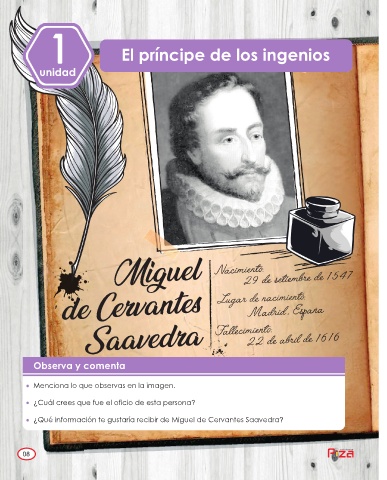 1
unidad
El príncipe de los ingenios
Miguel
de Cervantes
Saavedra
Nacimiento:
29 de setiembre de 1547
Lugar de nacimiento:
Madrid, España
Fallecimiento:
22 de abril de 1616
Observa y comenta
• Menciona lo que observas en la imagen.
• ¿Cuál crees que fue el oficio de esta persona?
• ¿Qué información te gustaría recibir de Miguel de Cervantes Saavedra?
08